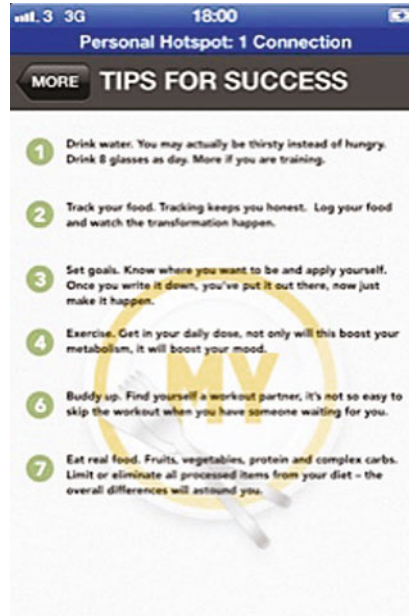 3 3G 18:00
Personal Hotspot: 1 Connection
MORE TIPS FOR SUCCESS
1 Drink water. You may actually be thirsty instead of hungry.
Drink 8 glasses as day. More if you are training.
2 Track your food. Tracking keeps you honest. Log your food
and watch the transformation happen.
3 Set goals. Know where you want to be and apply yourself.
Once you write it down, you've put it out there, now just
make it happen.
4 Exercise. Get in your daily dose, not only will this boost your
metabolism, it will boost your mood.
MY
6 Buddy up. Find yourself a workout partner, it's not so easy to
skip the workout when you have someone waiting for you.
7 Eat real food. Fruits, vegetables, protein and complex carbs.
Limit or eliminate all processed items from your diet – the
overall differences will astound you.